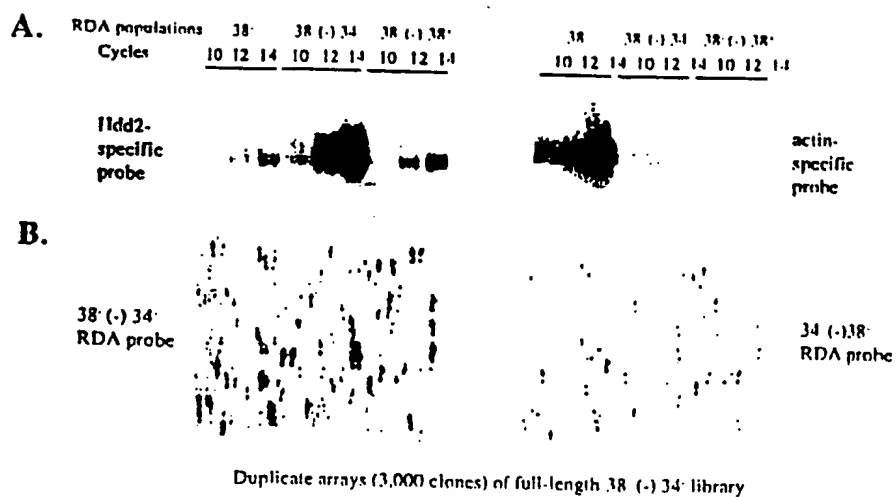 A.
RDA populations 38· 38 (-) 34 38 (-) 38· 38 38 (-) 34 38· (-) 38·
Cycles 10 12 14 10 12 14 10 12 14 10 12 14 10 12 14 10 12 14
fldd2-
specific
probe
actin-
specific
probe
B.
38· (-) 34·
RDA probe
34 (-)38·
RDA probe
Duplicate arrays (3,000 clones) of full-length 38 (-) 34· library